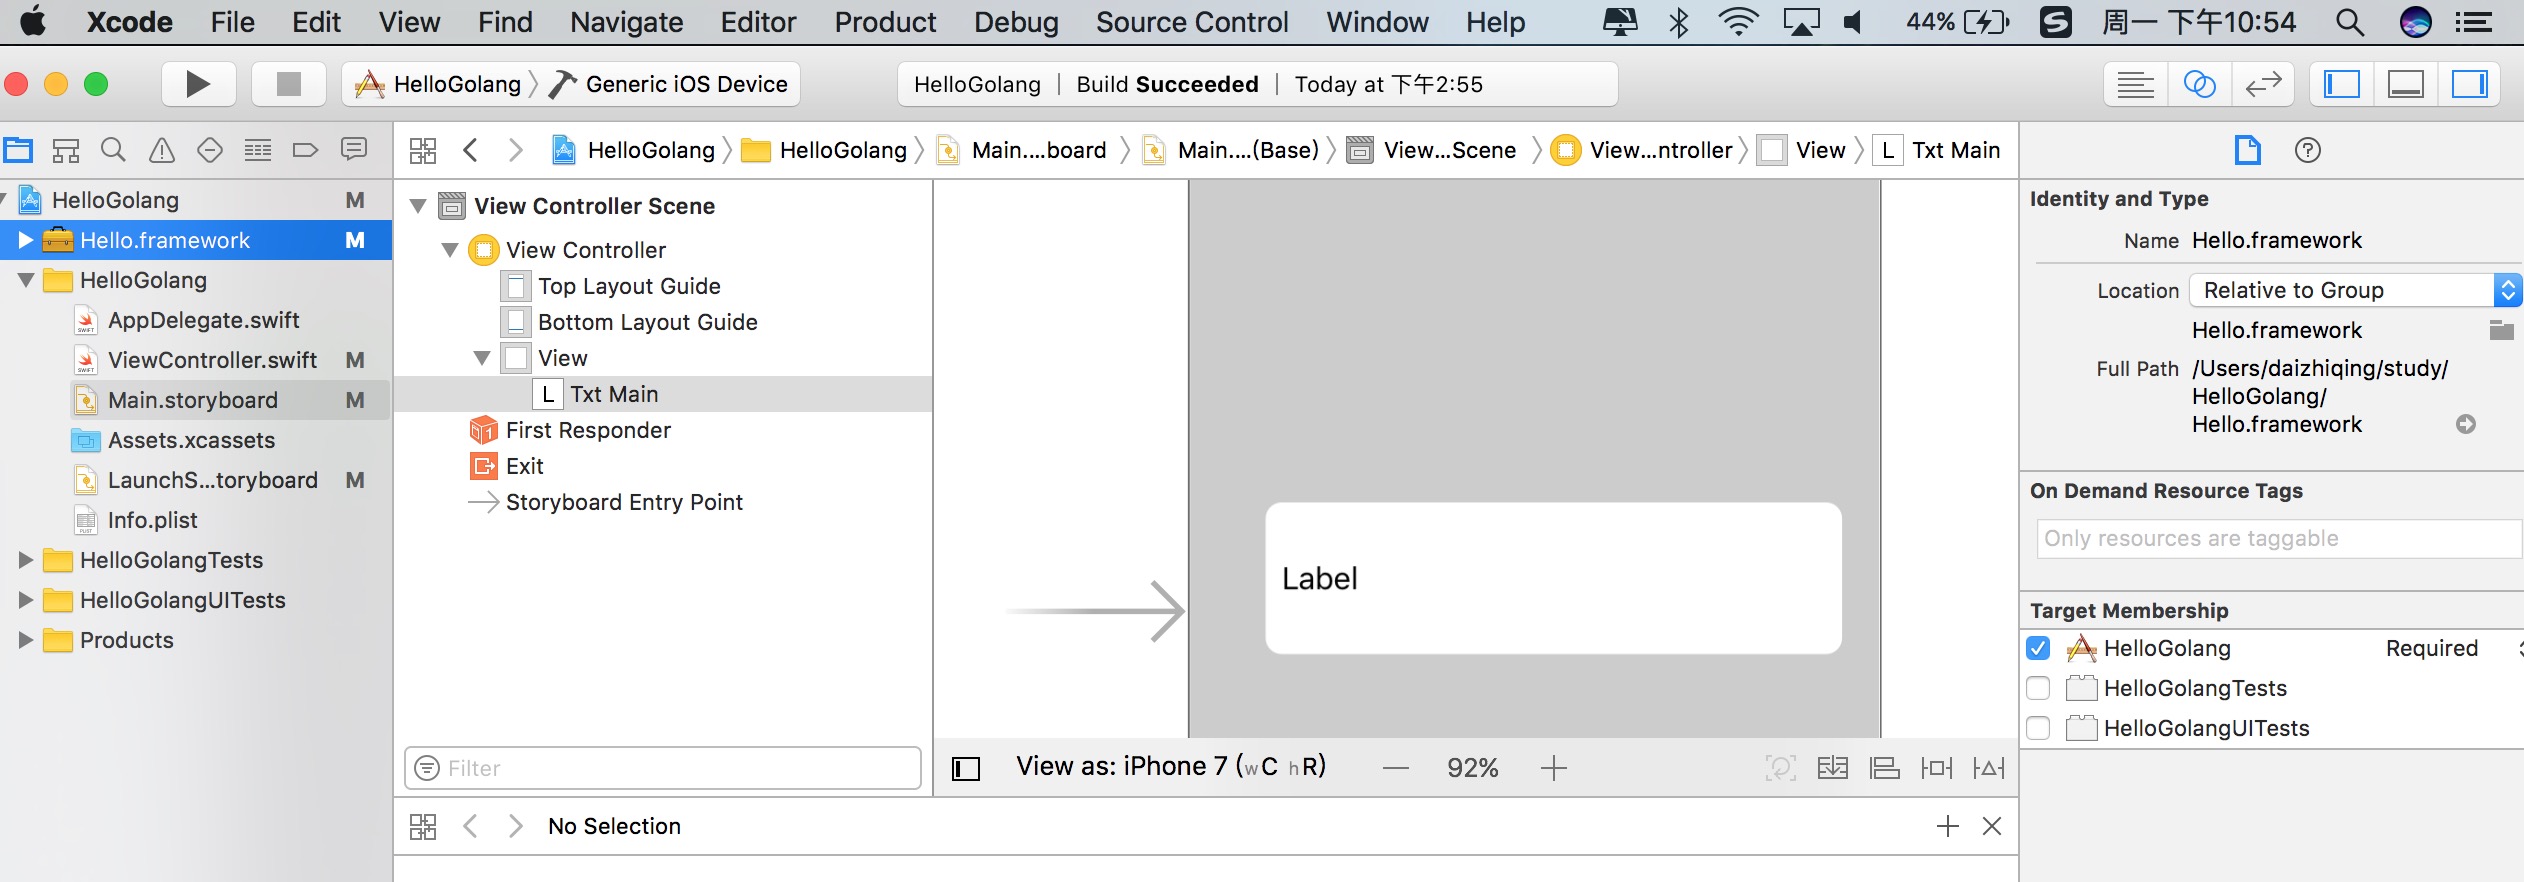 Xcode File Edit View Find Navigate Editor Product Debug Source Control Window Help 44% 周一 下午10:54
HelloGolang Generic iOS Device HelloGolang | Build Succeeded | Today at 下午2:55
HelloGolang HelloGolang Main....board Main....(Base) View...Scene View...ntroller View L Txt Main
HelloGolang M
Hello.framework M
HelloGolang
AppDelegate.swift
ViewController.swift M
Main.storyboard M
Assets.xcassets
LaunchS...toryboard M
Info.plist
HelloGolangTests
HelloGolangUITests
Products
View Controller Scene
View Controller
Top Layout Guide
Bottom Layout Guide
View
L Txt Main
First Responder
Exit
Storyboard Entry Point
Filter
Label
View as: iPhone 7 (wC hR) 92%
No Selection
Identity and Type
Name Hello.framework
Location Relative to Group
Hello.framework
Full Path /Users/daizhiqing/study/
HelloGolang/
Hello.framework
On Demand Resource Tags
Only resources are taggable
Target Membership
HelloGolang Required
HelloGolangTests
HelloGolangUITests